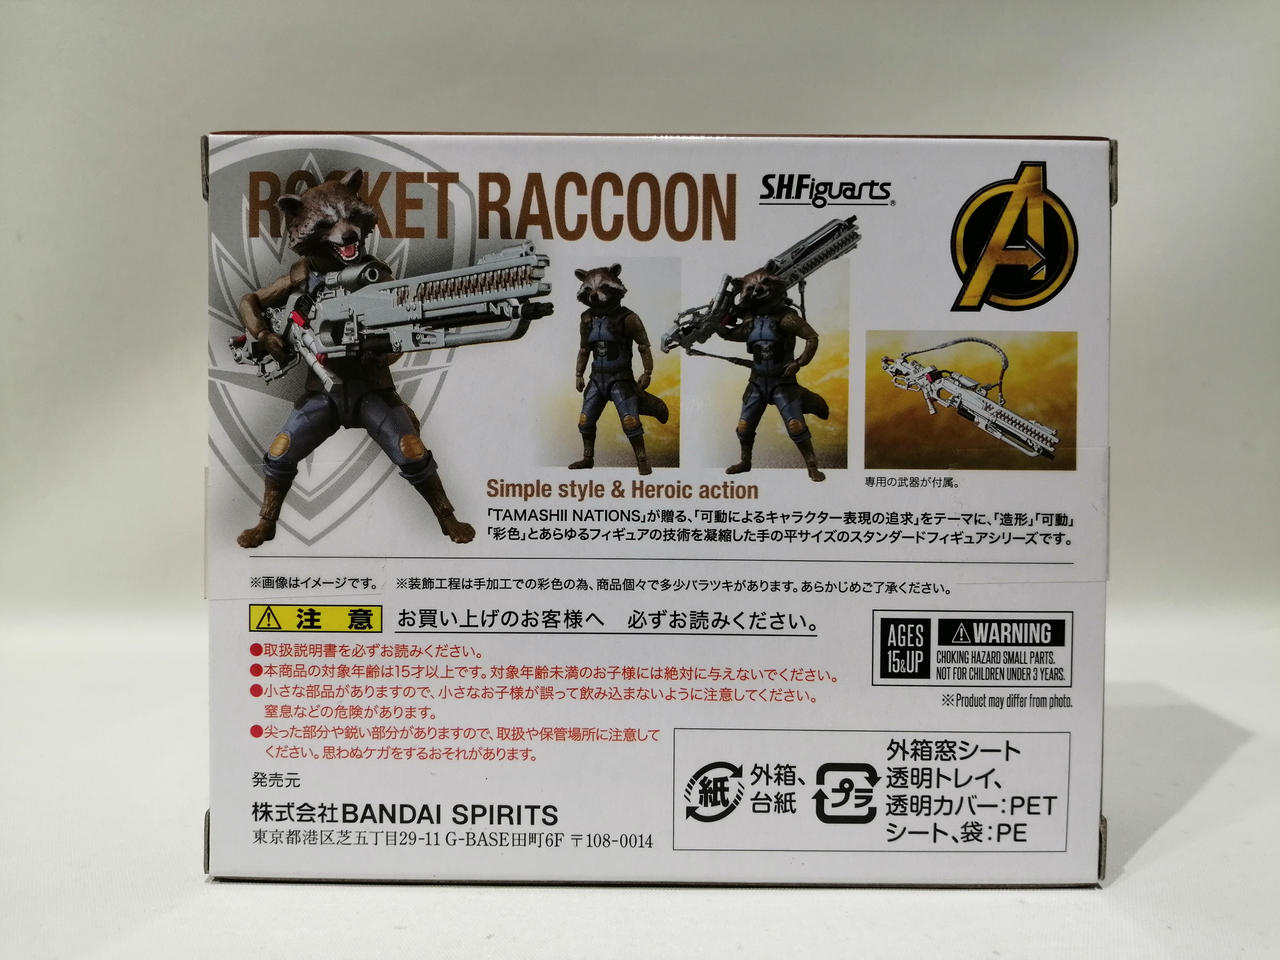 ROCKET RACCOON
S.H.Figuarts®
専用の武器が付属。
Simple style & Heroic action
「TAMASHII NATIONS」が贈る、「可動によるキャラクター表現の追求」をテーマに、「造形」「可動」
「彩色」とあらゆるフィギュアの技術を凝縮した手の平サイズのスタンダードフィギュアシリーズです。
※画像はイメージです。 ※装飾工程は手加工での彩色の為、商品個々で多少バラツキがあります。あらかじめご了承ください。
注意 お買い上げのお客様へ 必ずお読みください。
●取扱説明書を必ずお読みください。
●本商品の対象年齢は15才以上です。対象年齢未満のお子様には絶対に与えないでください。
●小さな部品がありますので、小さなお子様が誤って飲み込まないように注意してください。
窒息などの危険があります。
●尖った部分や鋭い部分がありますので、取扱や保管場所に注意して
ください。思わぬケガをするおそれがあります。
発売元
株式会社BANDAI SPIRITS
東京都港区芝五丁目29-11 G-BASE田町6F 〒108-0014
AGES
15&UP
WARNING
CHOKING HAZARD SMALL PARTS.
NOT FOR CHILDREN UNDER 3 YEARS.
※Product may differ from photo.
紙
外箱、
台紙
プラ
外箱窓シート
透明トレイ、
透明カバー:PET
シート、袋:PE